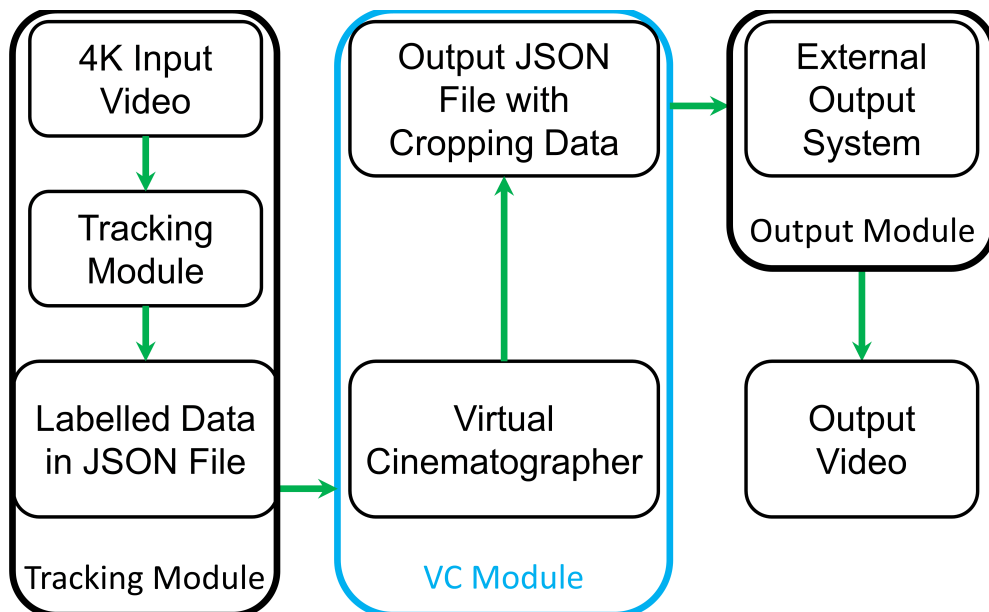 4K Input
Video
Tracking
Module
Labelled Data
in JSON File
Tracking Module
Output JSON
File with
Cropping Data
Virtual
Cinematographer
VC Module
External
Output
System
Output Module
Output
Video